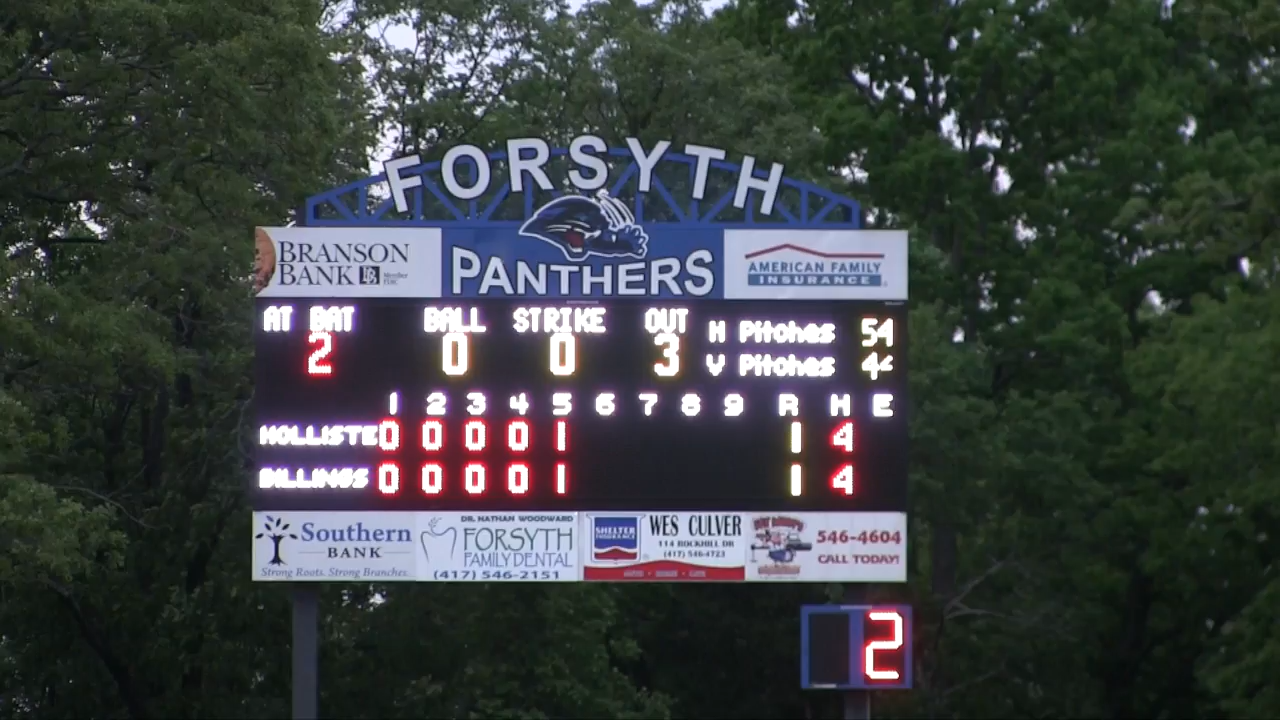 FORSYTH
BRANSON
BANK
Member
FDIC
PANTHERS
AMERICAN FAMILY
INSURANCE
AT BAT BALL STRIKE OUT
2 0 0 3
H Pitches 54
V Pitches
1 2 3 4 5 6 7 8 9 R H E
HOLLISTE 0 0 0 0 1 1 4
BILLINGS 0 0 0 0 1 1 4
Southern
BANK
Strong Roots. Strong Branches.
DR. NATHAN WOODWARD
FORSYTH
FAMILY DENTAL
(417) 546-2151
SHELTER
INSURANCE
WES CULVER
114 ROCKHILL DR
(417) 546-4723
546-4604
CALL TODAY!
2